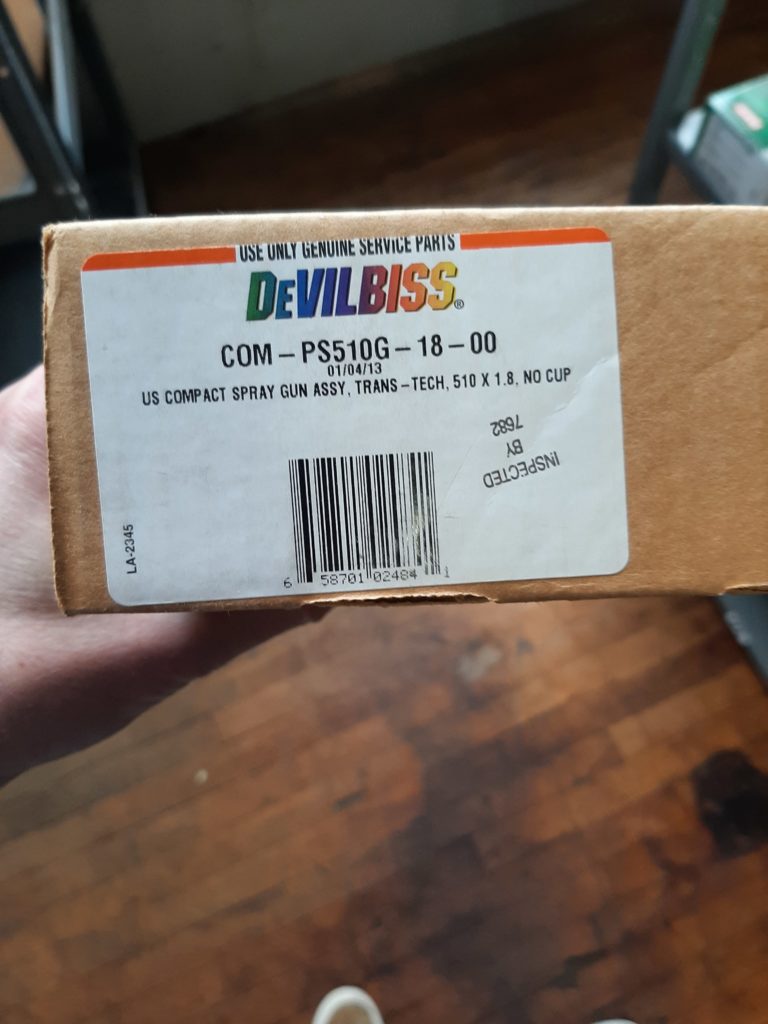 USE ONLY GENUINE SERVICE PARTS
DEVILBISS®
COM-PS510G-18-00
01/04/13
US COMPACT SPRAY GUN ASSY, TRANS-TECH, 510 X 1.8, NO CUP
INSPECTED
BY
7682
LA-2345
6 58701 02484 1